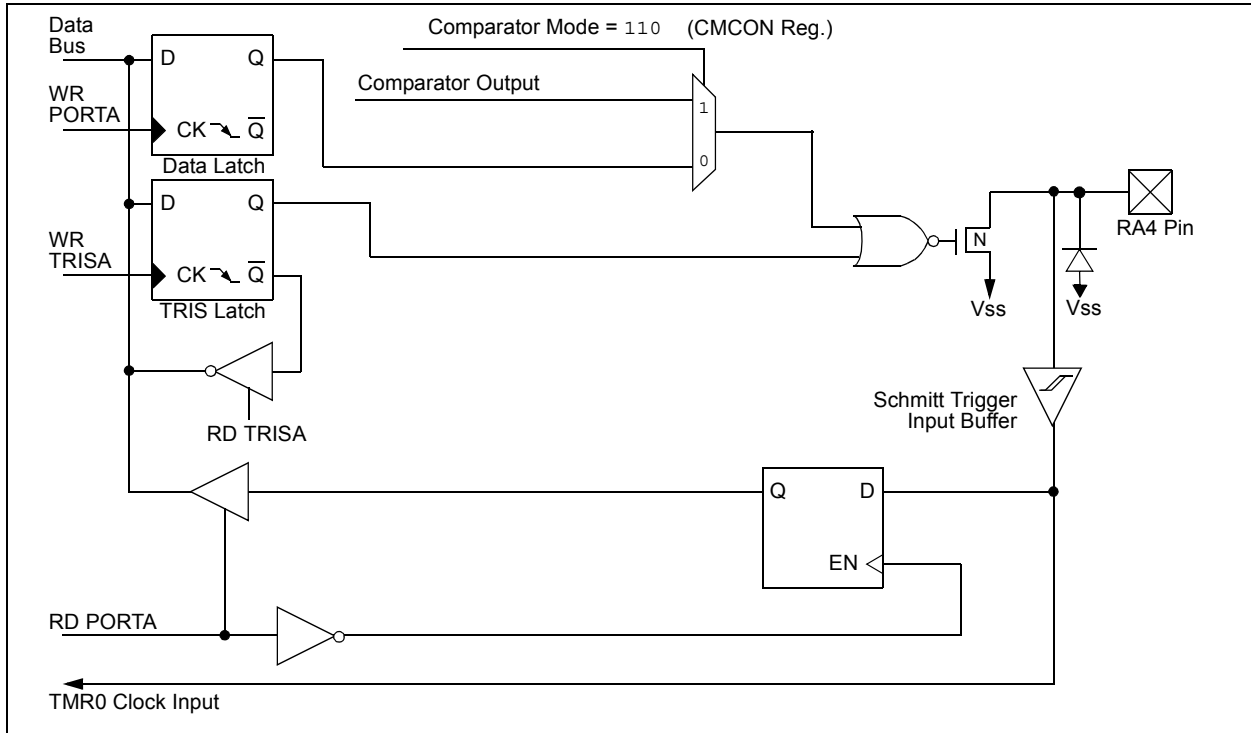 Data
Bus
Comparator Mode = 110 (CMCON Reg.)
D Q
Comparator Output
WR
PORTA
1
CK Q̅
0
Data Latch
D Q
RA4 Pin
WR
TRISA
N
CK Q̅
Vss
Vss
TRIS Latch
Schmitt Trigger
Input Buffer
RD TRISA
Q D
EN
RD PORTA
TMR0 Clock Input